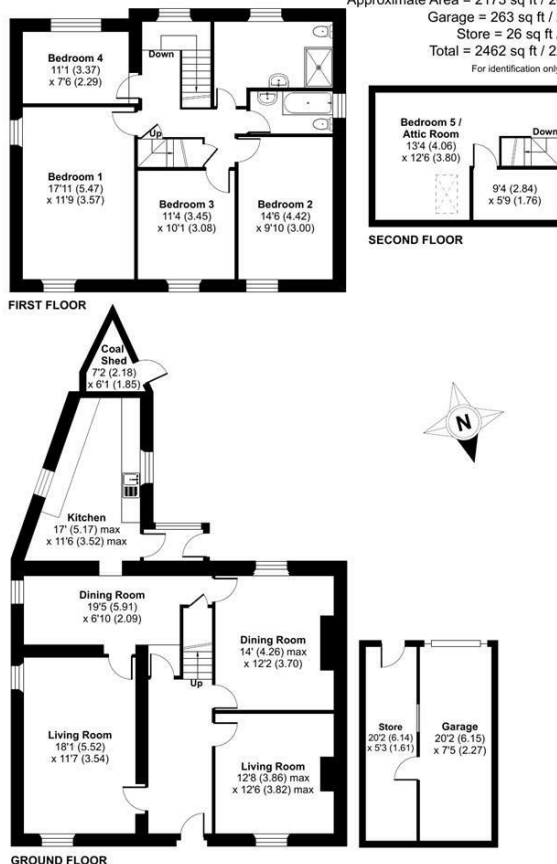 Approximate Area = 2173 sq ft /
Garage = 263 sq ft /
Store = 26 sq ft /
Total = 2462 sq ft /
For identification only
Bedroom 4
11'1 (3.37)
x 7'6 (2.29)
Down
Up
Bedroom 1
17'11 (5.47)
x 11'9 (3.57)
Bedroom 3
11'4 (3.45)
x 10'1 (3.08)
Bedroom 2
14'6 (4.42)
x 9'10 (3.00)
FIRST FLOOR
Bedroom 5 /
Attic Room
13'4 (4.06)
x 12'6 (3.80)
Down
9'4 (2.84)
x 5'9 (1.76)
SECOND FLOOR
Coal
Shed
7'2 (2.18)
x 6'1 (1.85)
N
Kitchen
17' (5.17) max
x 11'6 (3.52) max
Dining Room
19'5 (5.91)
x 6'10 (2.09)
Dining Room
14' (4.26) max
x 12'2 (3.70)
Up
Living Room
18'1 (5.52)
x 11'7 (3.54)
Living Room
12'8 (3.86) max
x 12'6 (3.82) max
Store
20'2 (6.14)
x 5'3 (1.61)
Garage
20'2 (6.15)
x 7'5 (2.27)
GROUND FLOOR